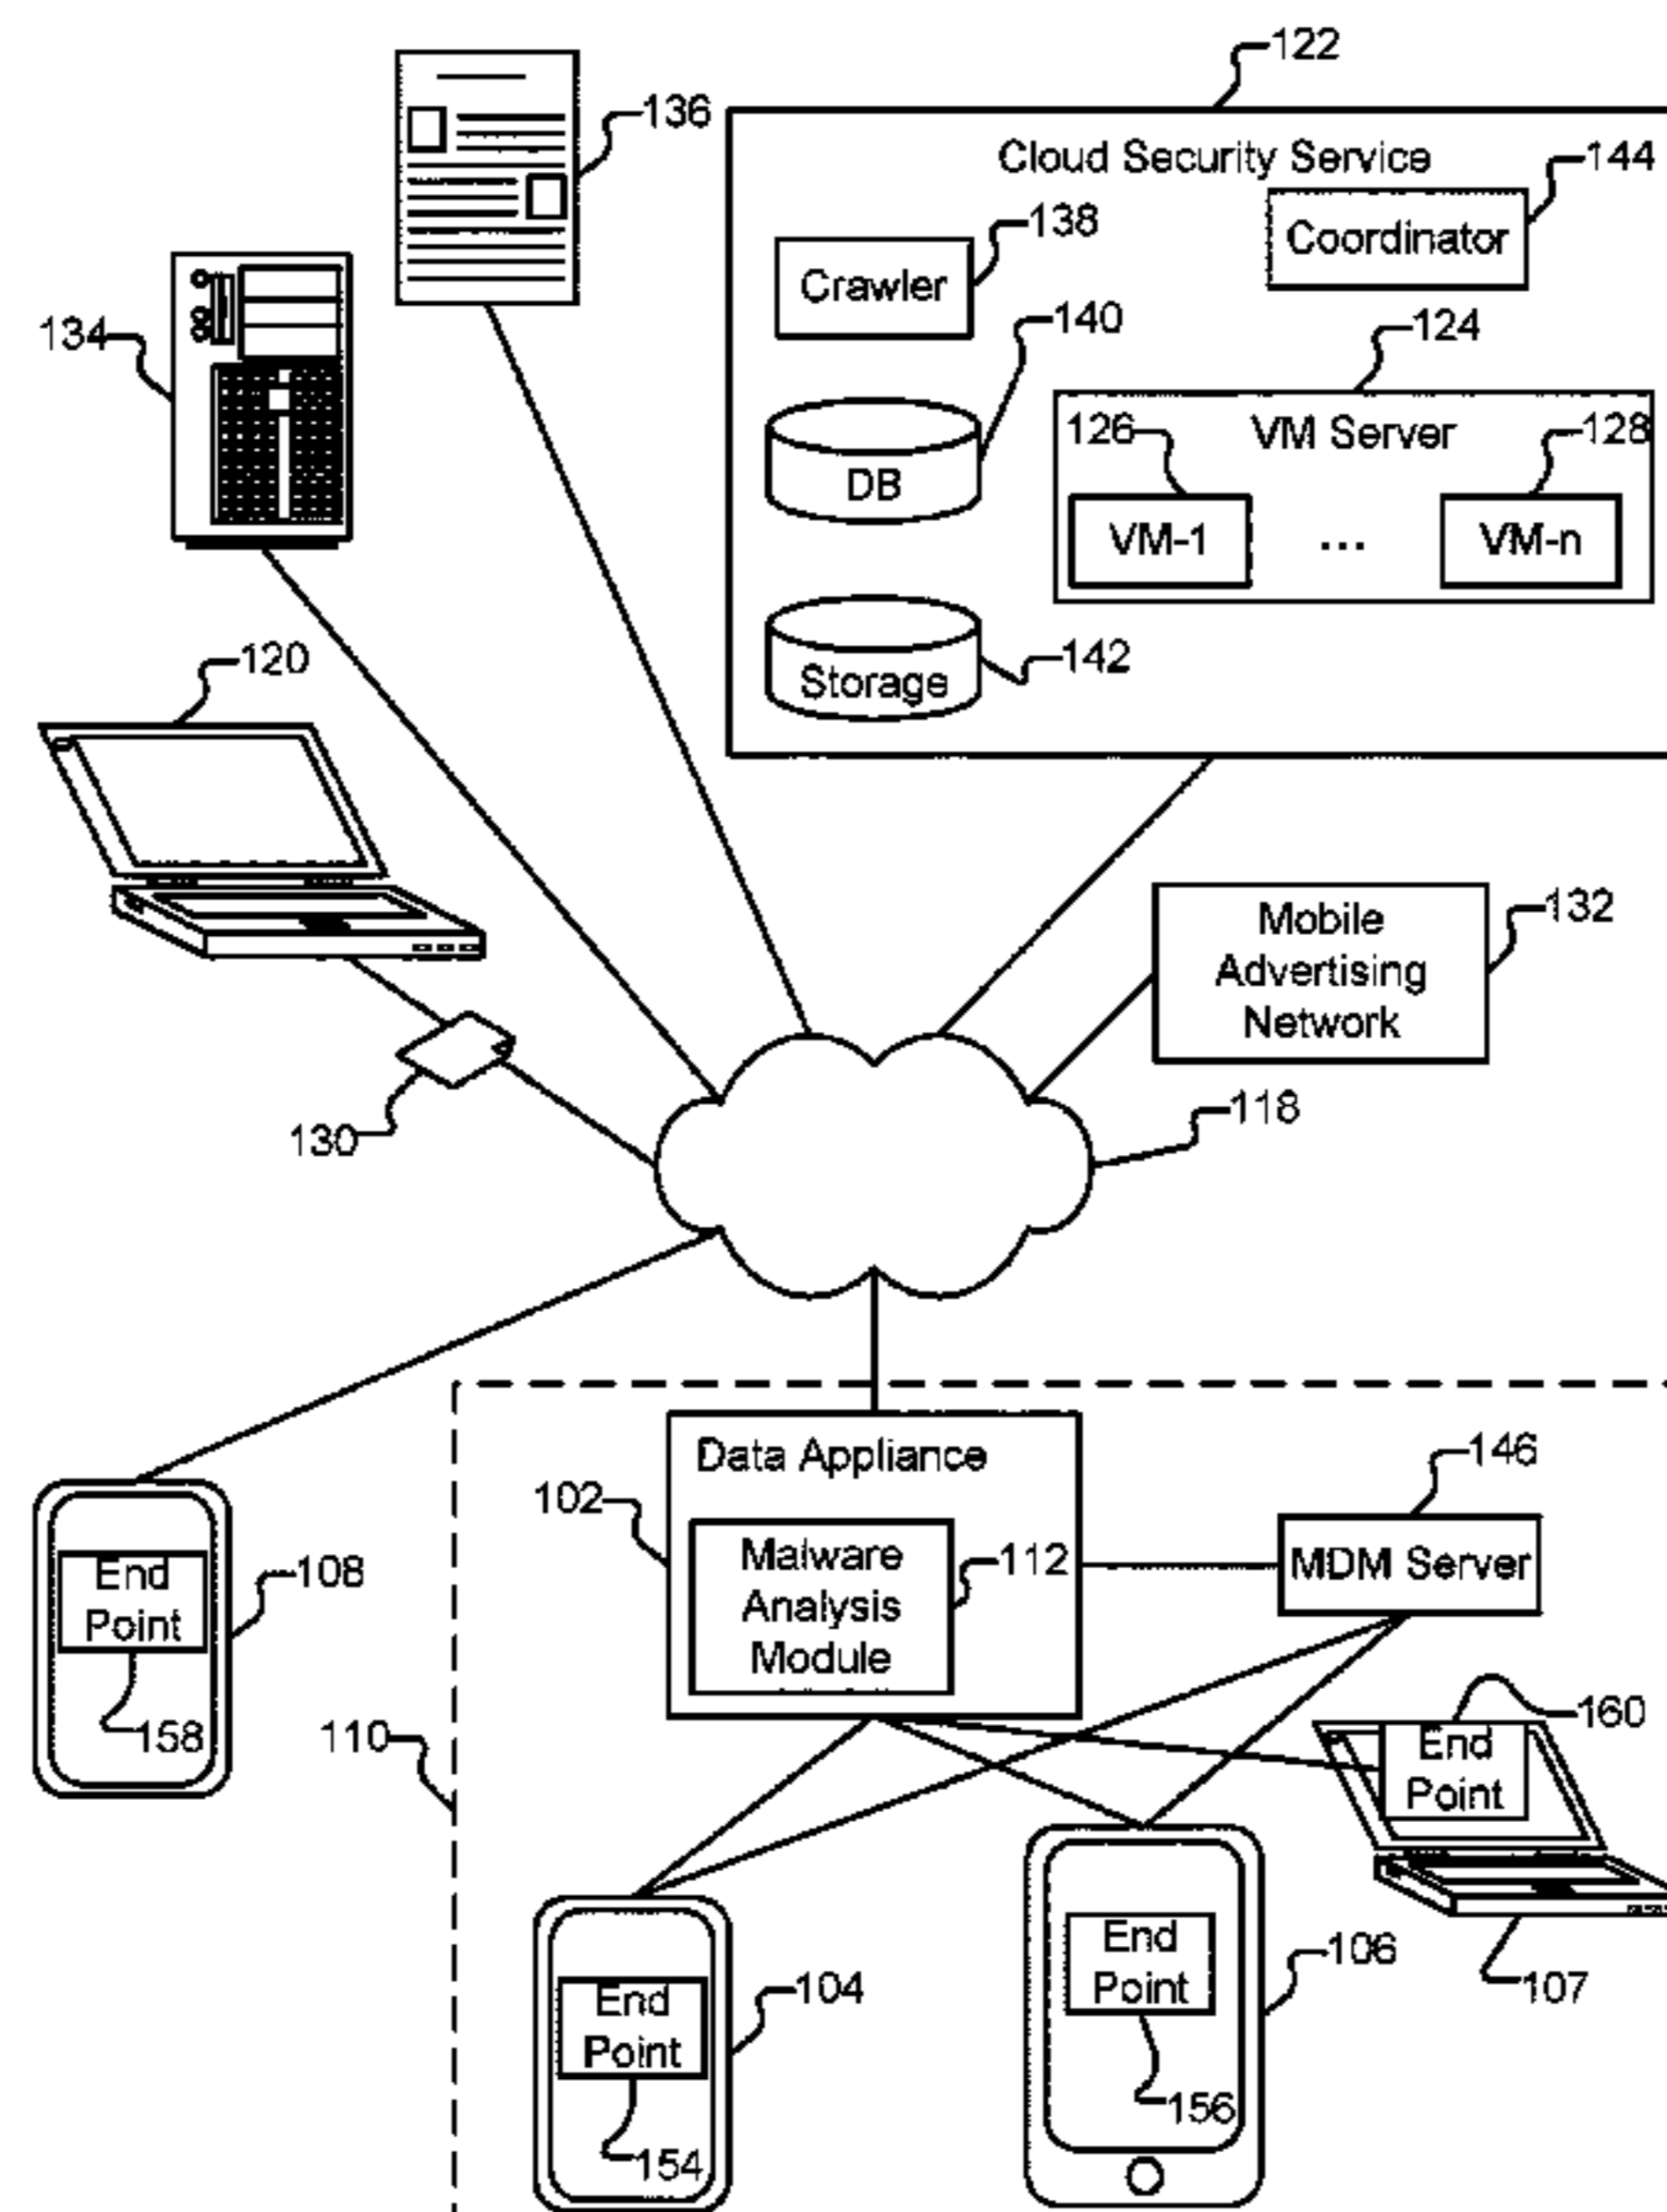 122
136
Cloud Security Service
144
138
Coordinator
Crawler
134
140
124
126
VM Server
128
DB
VM-1
...
VM-n
120
142
Storage
132
Mobile
Advertising
Network
118
130
Data Appliance
146
102
Malware
Analysis
Module
112
MDM Server
End
Point
108
158
110
160
End
Point
End
Point
106
107
End
Point
104
156
154